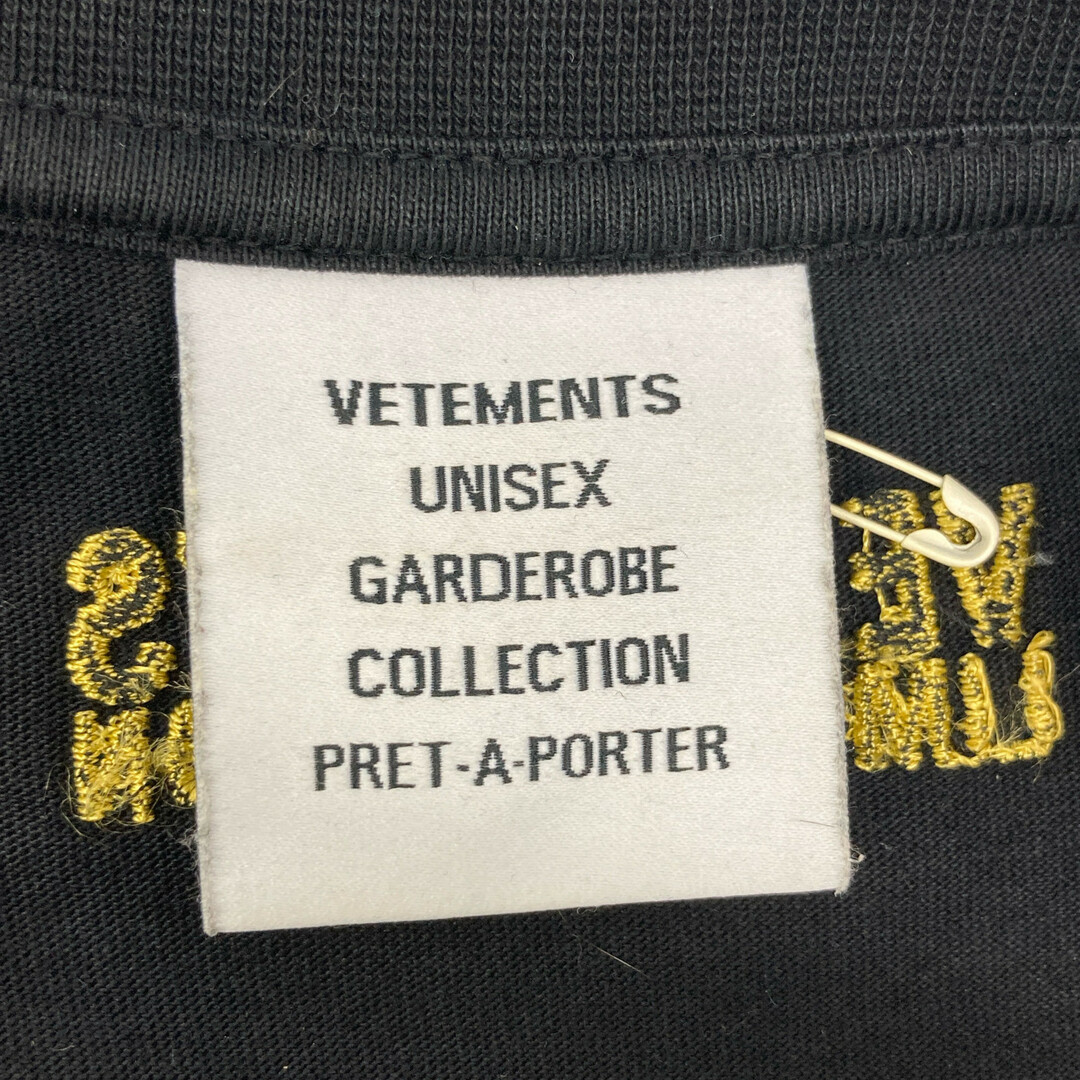 VETEMENTS
UNISEX
GARDEROBE
COLLECTION
PRET-A-PORTER